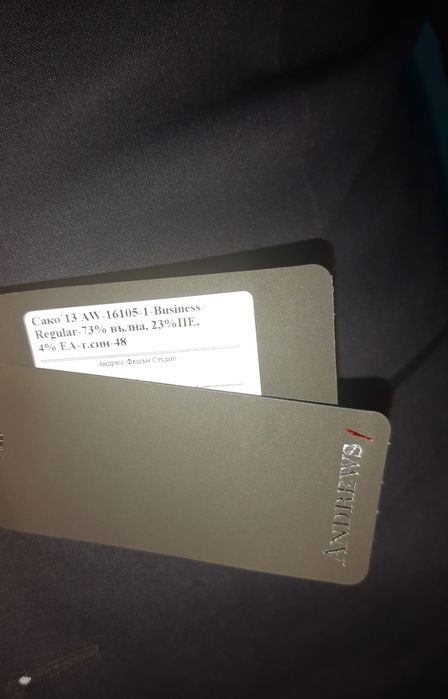 Сако'13 AW-16105-1-Business-
Regular-73% вълна, 23%ПЕ,
4% ЕА-т.син-48
Андрюс Фешън Студио
ANDREWS